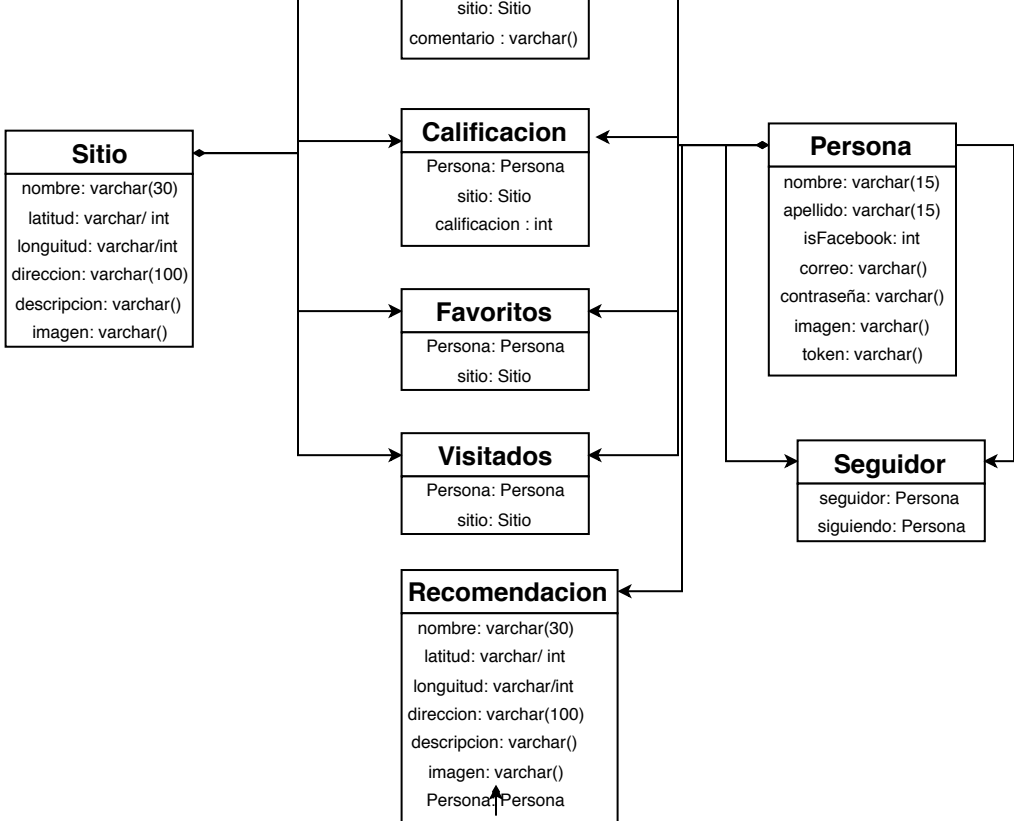 sitio: Sitio
comentario : varchar()
Sitio
nombre: varchar(30)
latitud: varchar/ int
longuitud: varchar/int
direccion: varchar(100)
descripcion: varchar()
imagen: varchar()
Calificacion
Persona: Persona
sitio: Sitio
calificacion : int
Favoritos
Persona: Persona
sitio: Sitio
Visitados
Persona: Persona
sitio: Sitio
Recomendacion
nombre: varchar(30)
latitud: varchar/ int
longuitud: varchar/int
direccion: varchar(100)
descripcion: varchar()
imagen: varchar()
Persona: Persona
Persona
nombre: varchar(15)
apellido: varchar(15)
isFacebook: int
correo: varchar()
contraseña: varchar()
imagen: varchar()
token: varchar()
Seguidor
seguidor: Persona
siguiendo: Persona